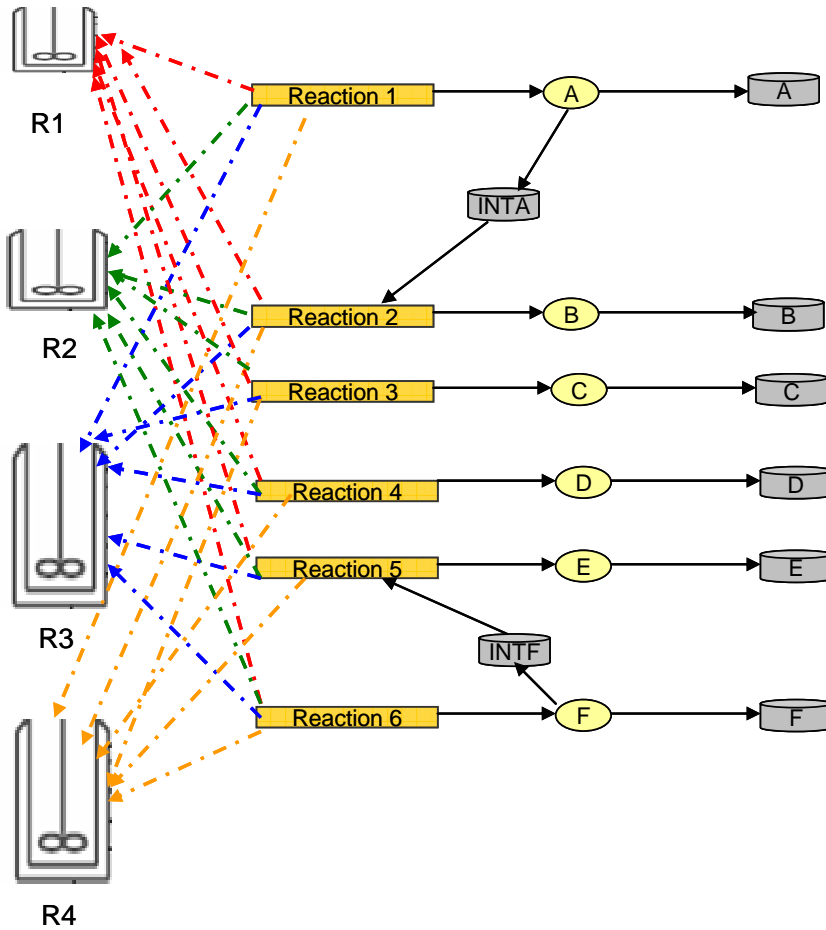 R1
Reaction 1
A
A
INTA
R2
Reaction 2
B
B
Reaction 3
C
C
R3
Reaction 4
D
D
Reaction 5
E
E
INTF
Reaction 6
F
F
R4